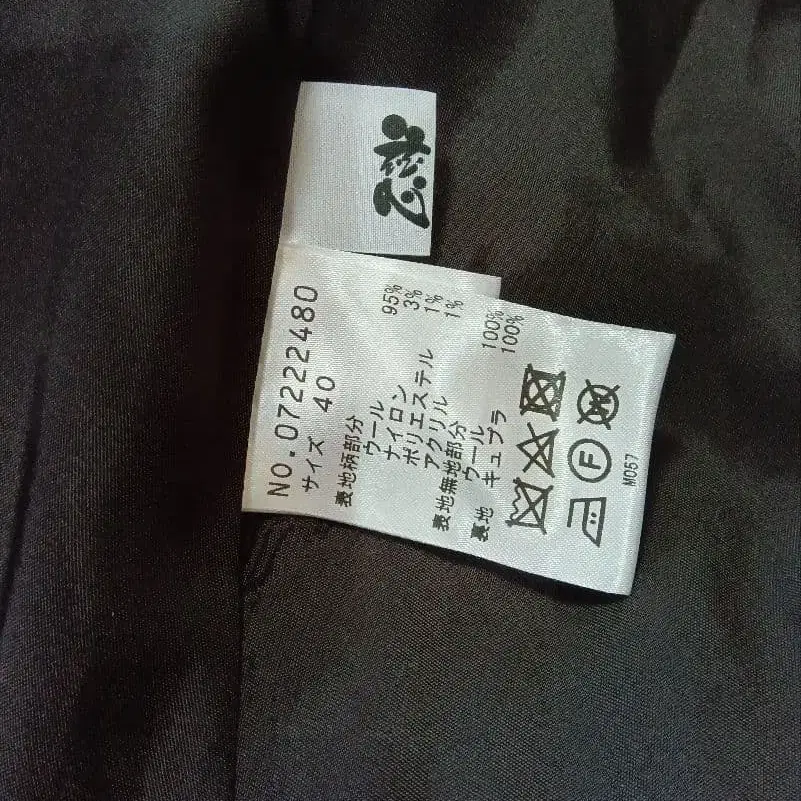 NO.07222480
サイズ 40
表地柄部分
ウール 95%
ナイロン 3%
ポリエステル 1%
アクリル 1%
表地無地部分
ウール 100%
裏地 キュプラ 100%
F
W
M057